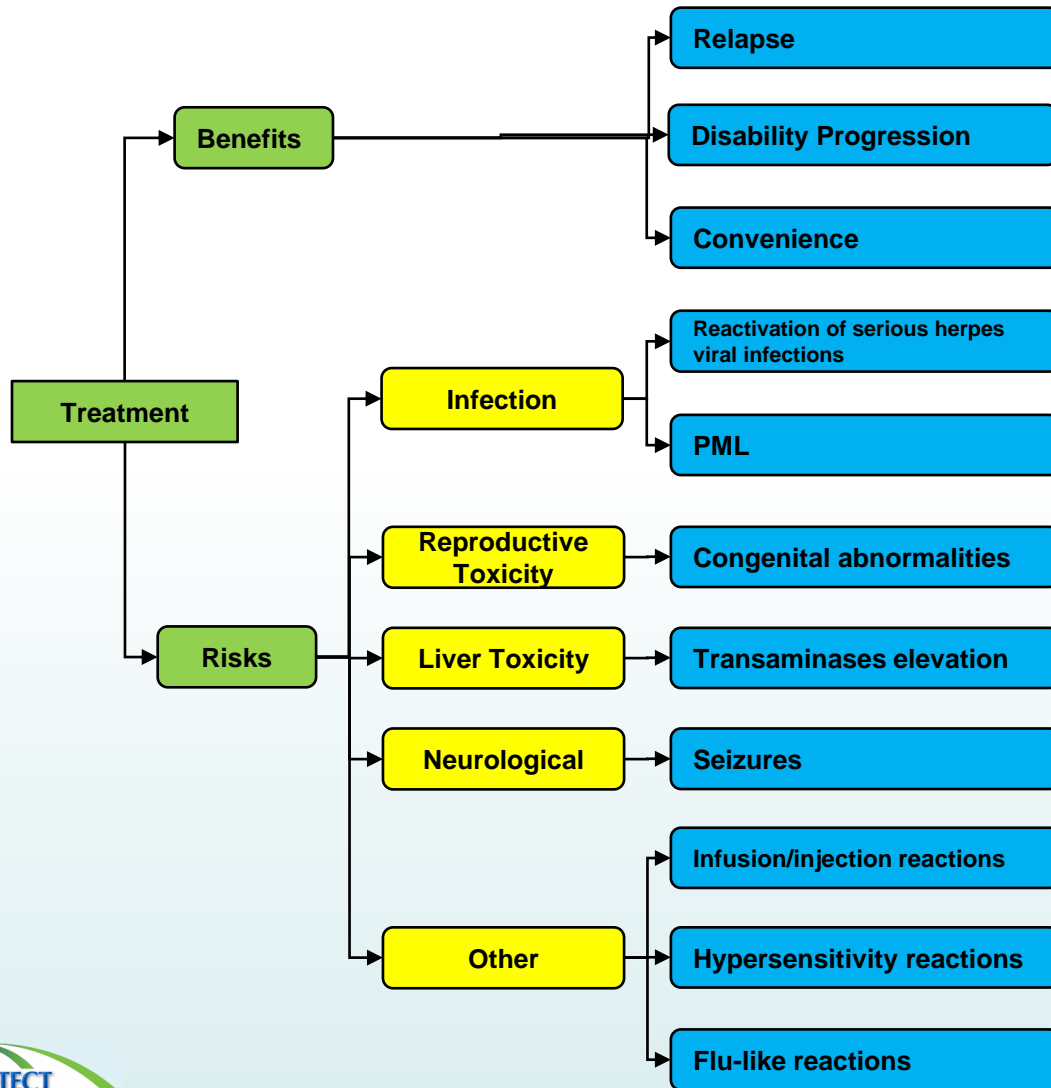 Relapse
Benefits
Disability Progression
Convenience
Reactivation of serious herpes
viral infections
Infection
Treatment
PML
Reproductive
Toxicity
Congenital abnormalities
Risks
Liver Toxicity
Transaminases elevation
Neurological
Seizures
Infusion/injection reactions
Other
Hypersensitivity reactions
Flu-like reactions